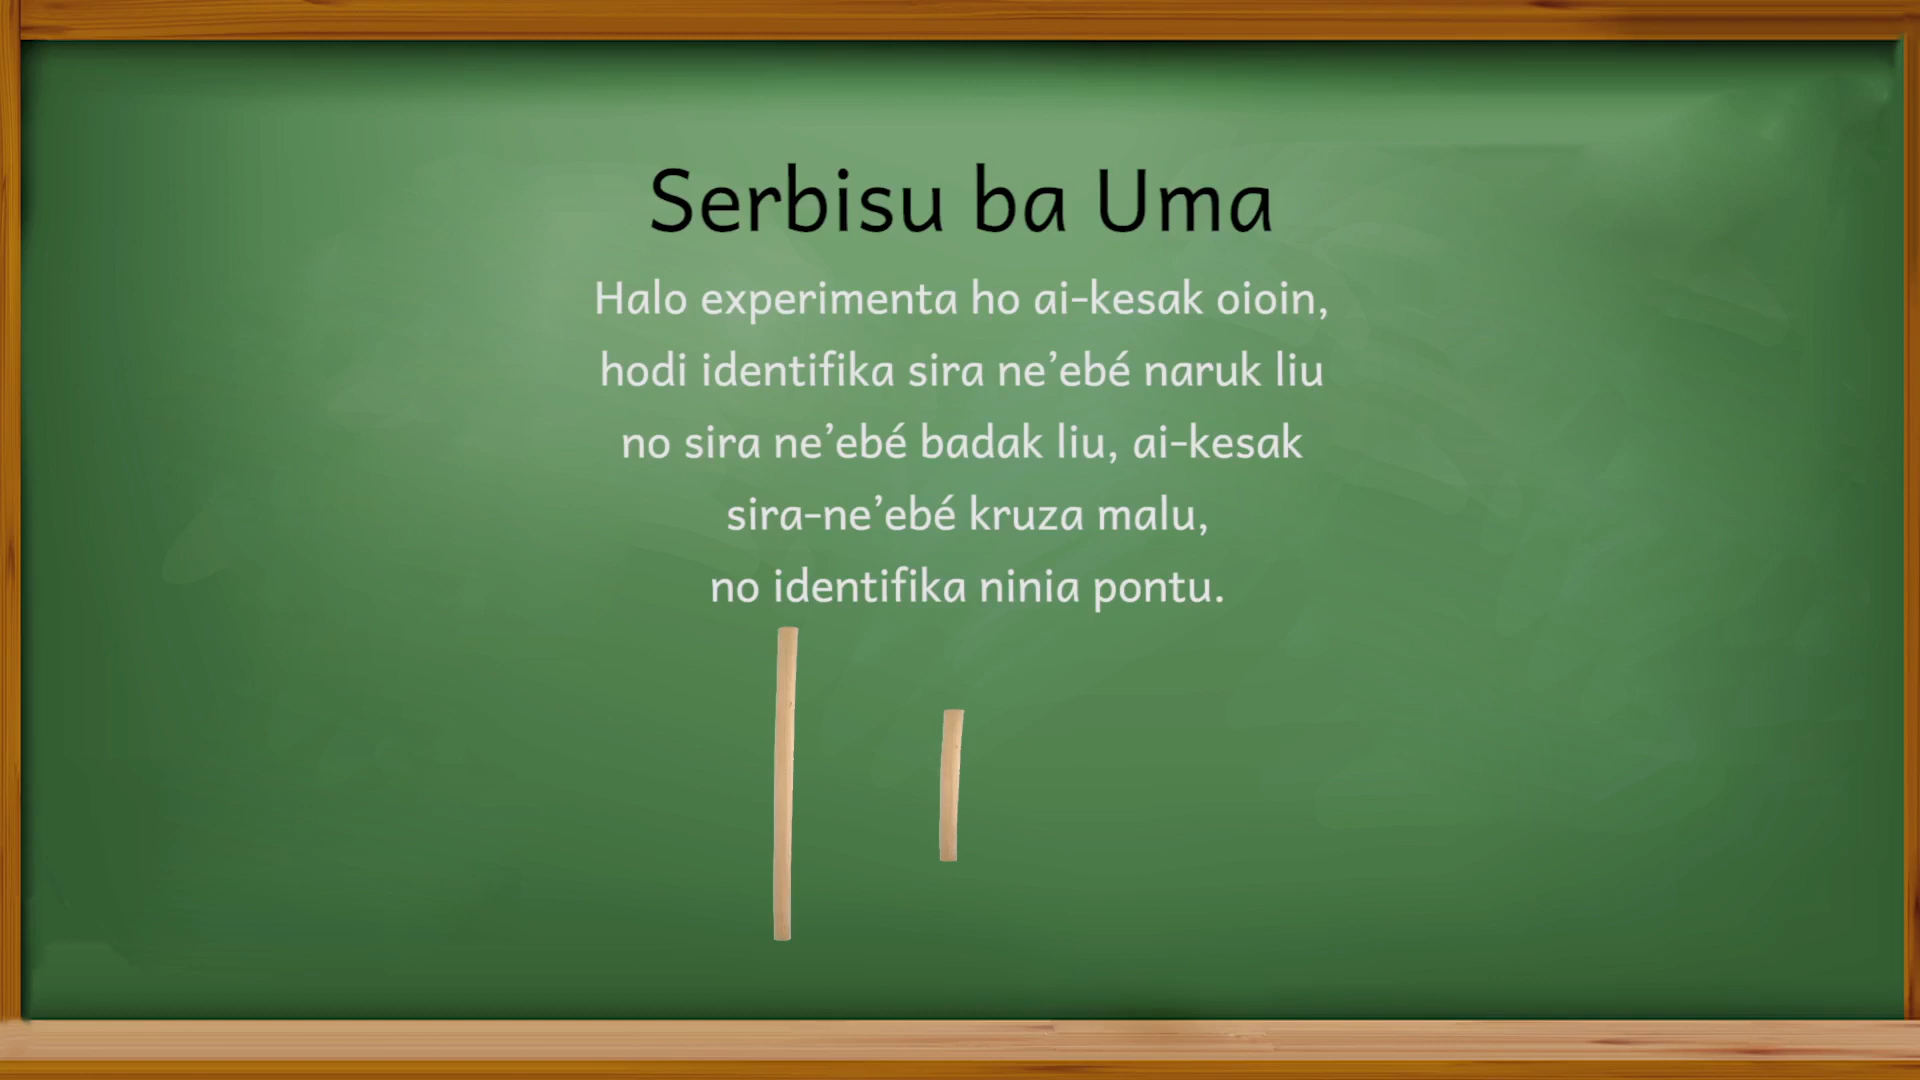 Serbisu ba Uma
Halo experimenta ho ai-kesak oioin,
hodi identifika sira ne’ebé naruk liu
no sira ne’ebé badak liu, ai-kesak
sira-ne’ebé kruza malu,
no identifika ninia pontu.